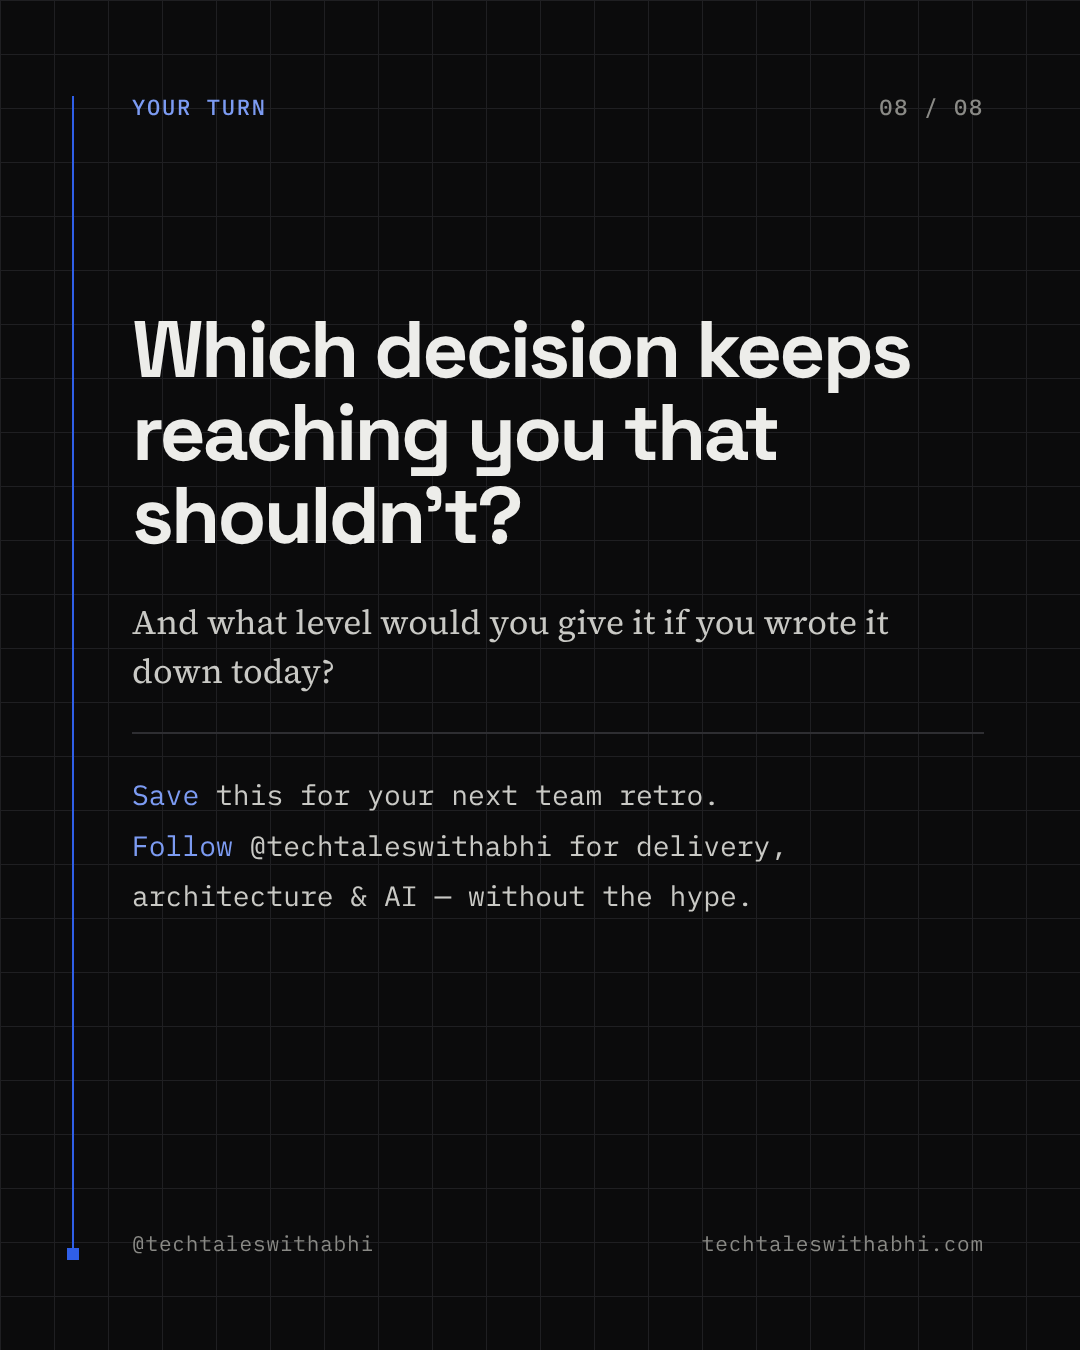 YOUR TURN
08 / 08
Which decision keeps
reaching you that
shouldn’t?
And what level would you give it if you wrote it
down today?
Save this for your next team retro.
Follow @techtaleswithabhi for delivery,
architecture & AI — without the hype.
@techtaleswithabhi
techtaleswithabhi.com